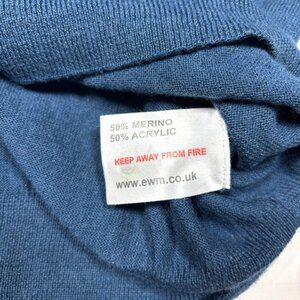 50% MERINO
50% ACRYLIC
KEEP AWAY FROM FIRE
www.ewm.co.uk